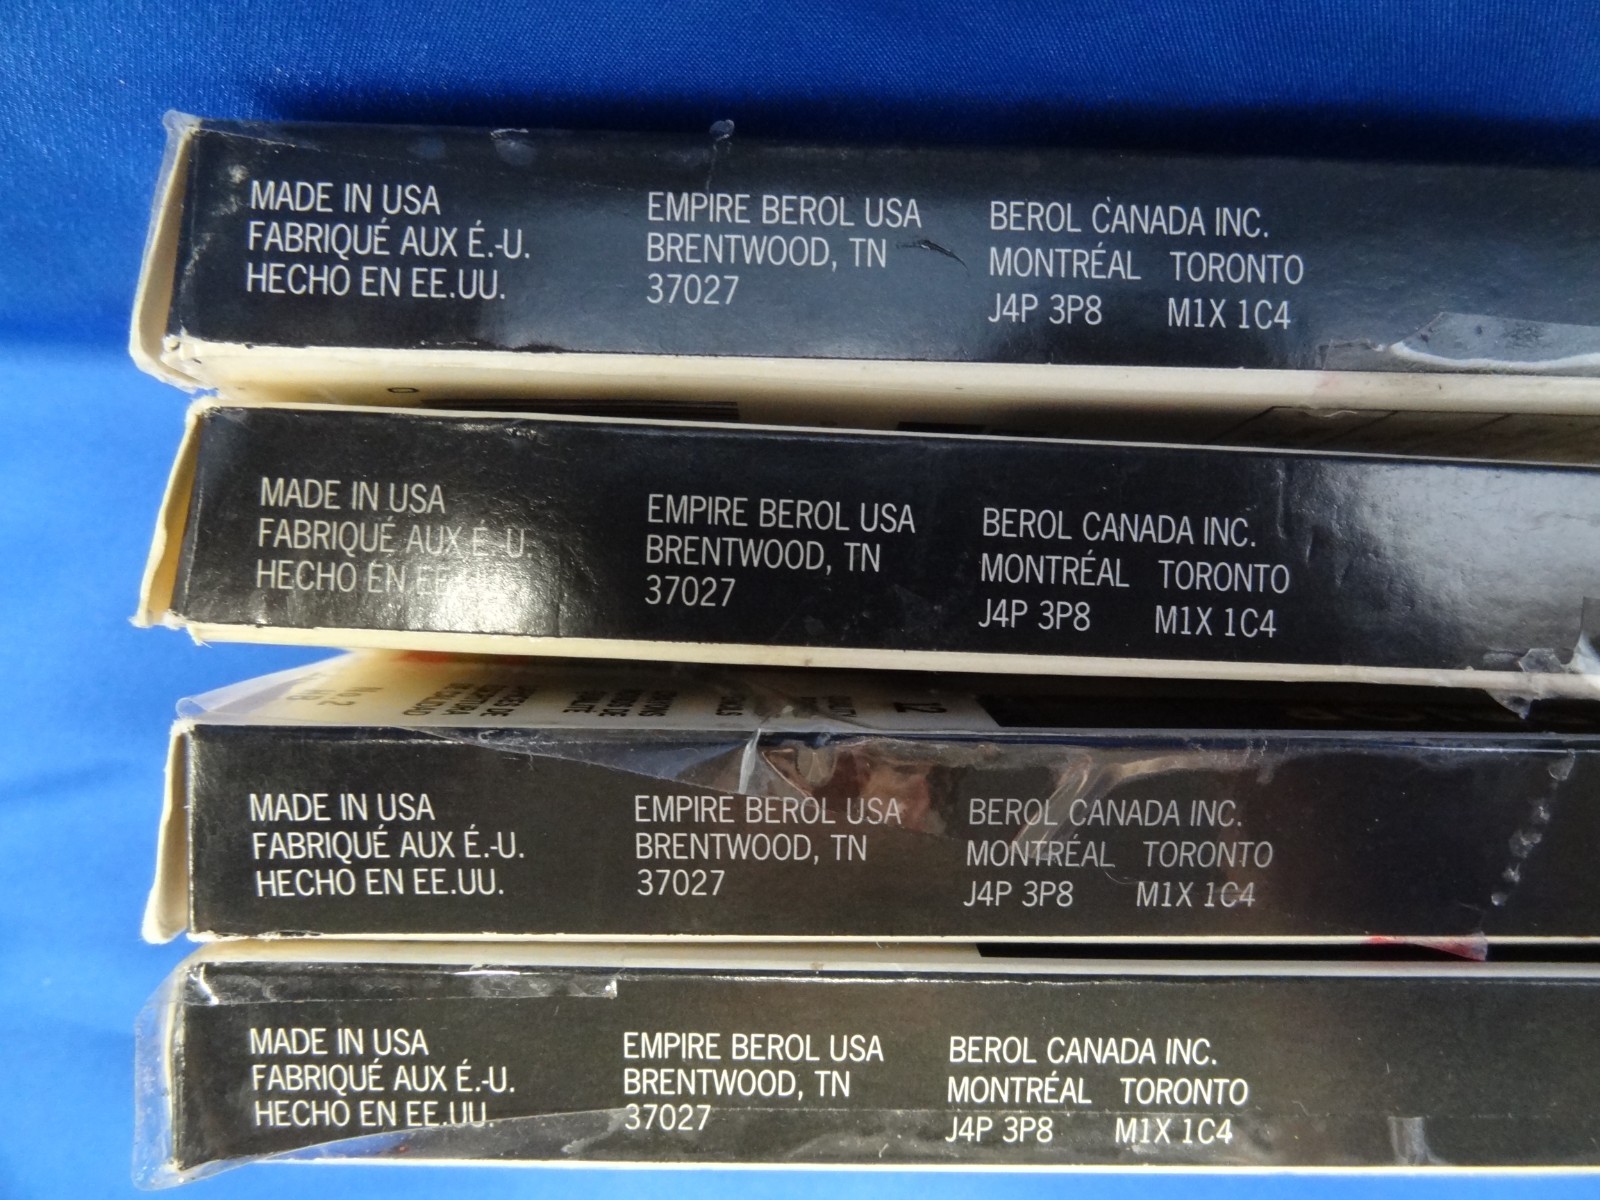 MADE IN USA
FABRIQUÉ AUX É.-U.
HECHO EN EE.UU.
EMPIRE BEROL USA
BRENTWOOD, TN
37027
BEROL CANADA INC.
MONTRÉAL TORONTO
J4P 3P8 M1X 1C4
MADE IN USA
FABRIQUÉ AUX É.-U.
HECHO EN EE.UU.
EMPIRE BEROL USA
BRENTWOOD, TN
37027
BEROL CANADA INC.
MONTRÉAL TORONTO
J4P 3P8 M1X 1C4
No 2
12
MADE IN USA
FABRIQUÉ AUX É.-U.
HECHO EN EE.UU.
EMPIRE BEROL USA
BRENTWOOD, TN
37027
BEROL CANADA INC.
MONTRÉAL TORONTO
J4P 3P8 M1X 1C4
MADE IN USA
FABRIQUÉ AUX É.-U.
HECHO EN EE.UU.
EMPIRE BEROL USA
BRENTWOOD, TN
37027
BEROL CANADA INC.
MONTRÉAL TORONTO
J4P 3P8 M1X 1C4